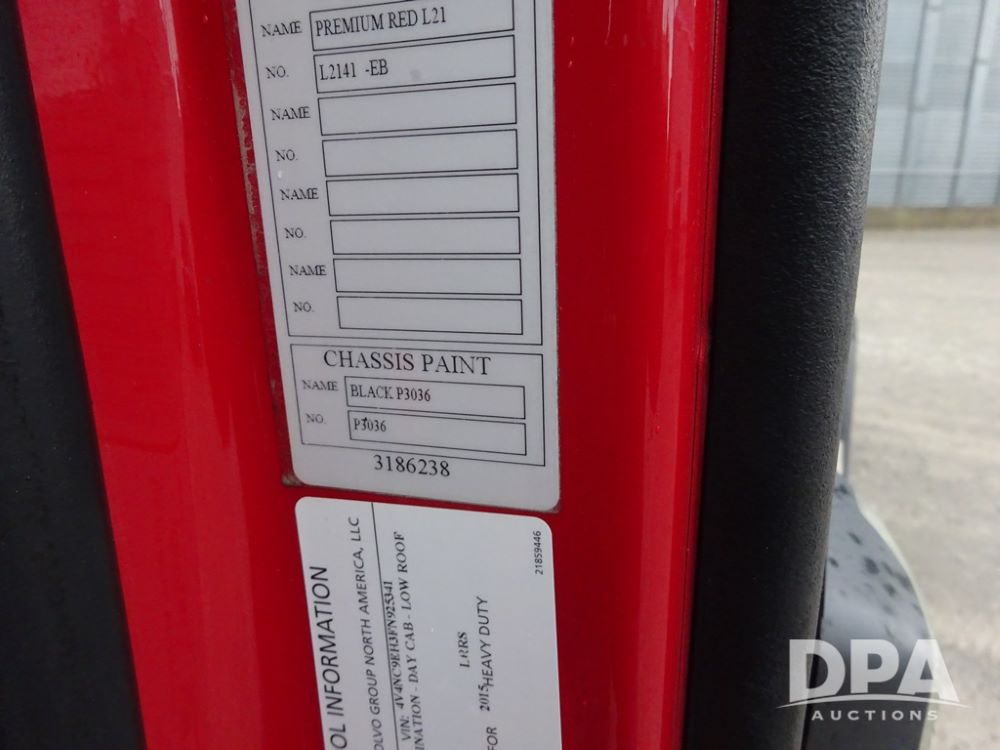 NAME PREMIUM RED L21
NO. L2141 -EB
NAME
NO.
NAME
NO.
NAME
NO.
CHASSIS PAINT
NAME BLACK P3036
NO. P3036
3186238
OL INFORMATION
OLVO GROUP NORTH AMERICA, LLC
VIN: 4V4NC9EH3FN925341
INATION - DAY CAB - LOW ROOF
LRRS
FOR 2015 HEAVY DUTY
21859446
DPA
AUCTIONS